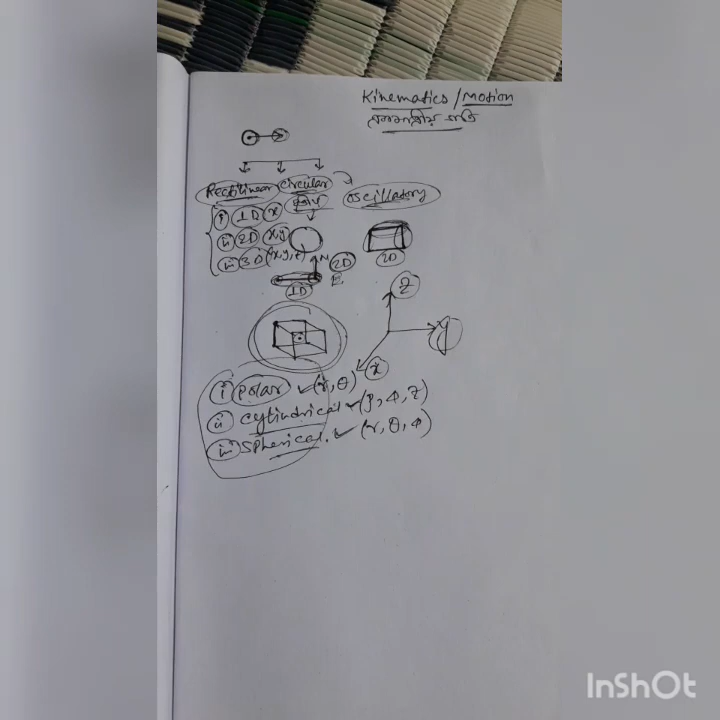 Kinematics/Motion
গতি
Rectilinear circular Oscillatory
i 1D x
ii 2D x,y
iii 3D (x,y,z) N 2D 2D
1D E
z
y
x
i) Polar ✓ (r, θ)
ii) cylindrical ✓ (ρ, φ, z)
iii) Spherical. ✓ (r, θ, φ)
InShOt